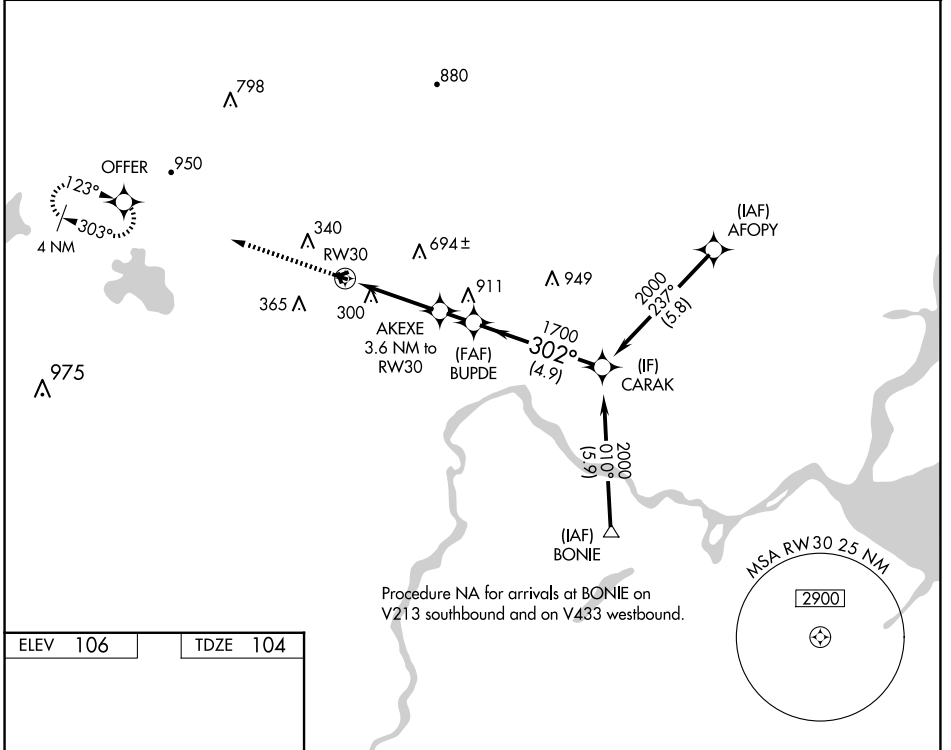 798
880
950
OFFER
123°
303°
4 NM
340
RW30
694±
365
300
911
949
AKEXE
3.6 NM to
RW30
(FAF)
BUPDE
1700
302°
(4.9)
(IAF)
AFOPY
2000
237°
(5.8)
(IF)
CARAK
975
2000
010°
(5.9)
(IAF)
BONIE
Procedure NA for arrivals at BONIE on
V213 southbound and on V433 westbound.
MSA RW30 25 NM
2900
ELEV 106
TDZE 104